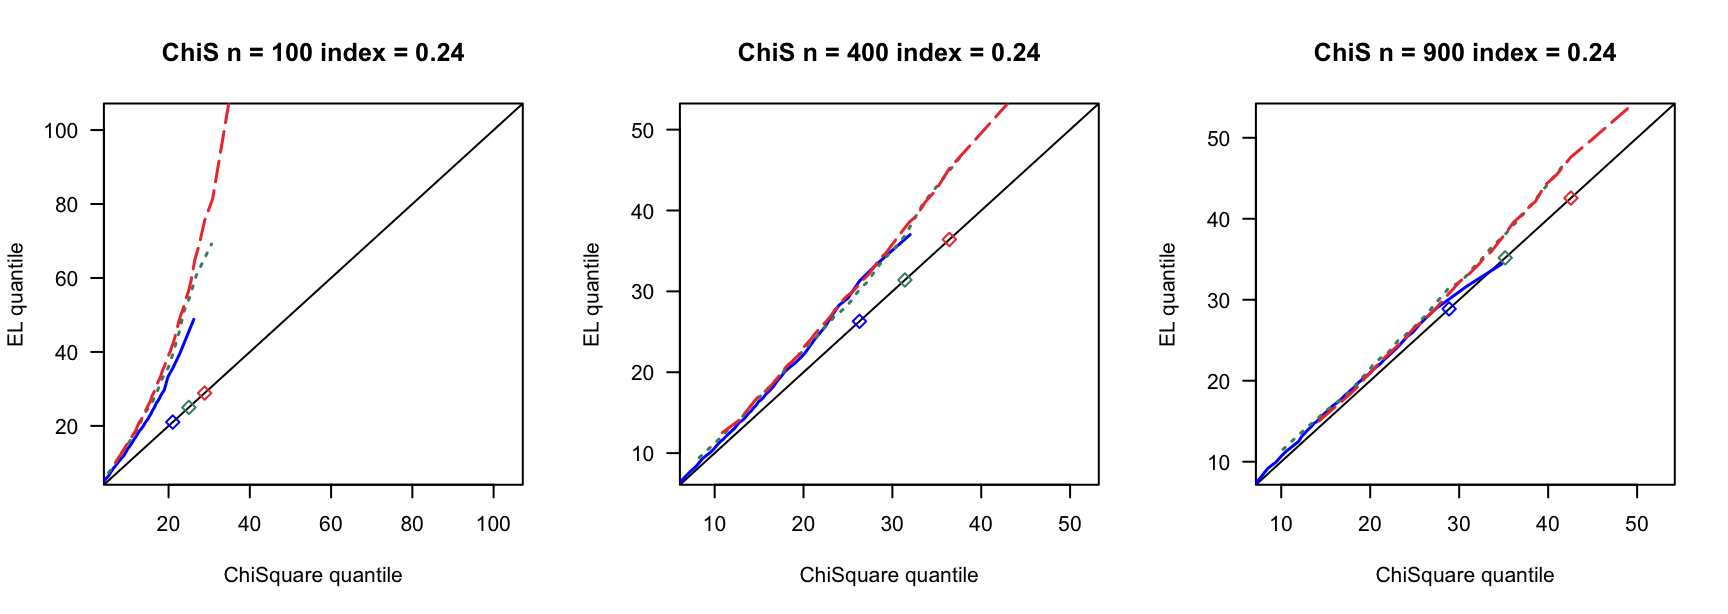 ChiS n = 100 index = 0.24
EL quantile
100
80
60
40
20
20 40 60 80 100
ChiSquare quantile
ChiS n = 400 index = 0.24
EL quantile
50
40
30
20
10
10 20 30 40 50
ChiSquare quantile
ChiS n = 900 index = 0.24
EL quantile
50
40
30
20
10
10 20 30 40 50
ChiSquare quantile